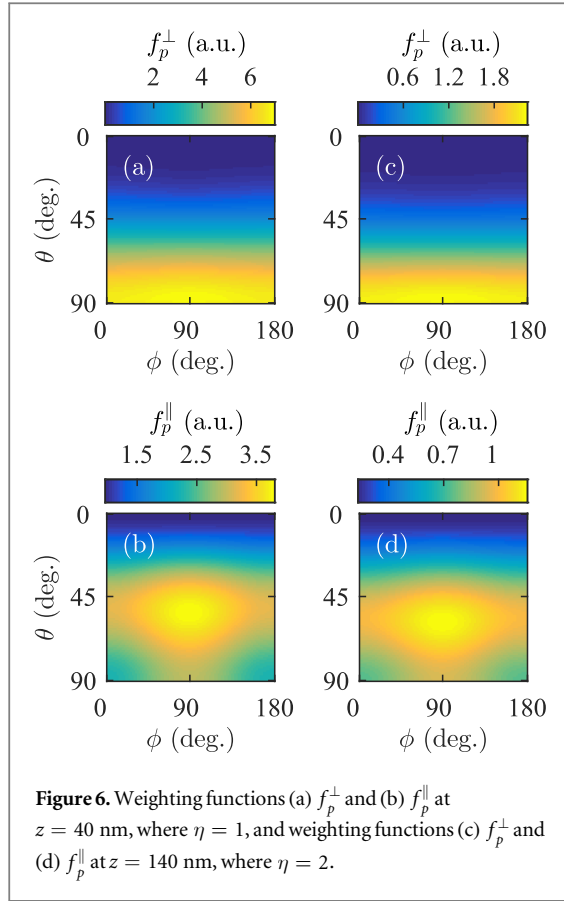 f_p^⊥ (a.u.) f_p^⊥ (a.u.)
2 4 6 0.6 1.2 1.8
0 0
(a) (c)
θ (deg.) 45 45
90 90
0 90 180 0 90 180
ϕ (deg.) ϕ (deg.)
f_p^∥ (a.u.) f_p^∥ (a.u.)
1.5 2.5 3.5 0.4 0.7 1
0 0
(b) (d)
θ (deg.) 45 45
90 90
0 90 180 0 90 180
ϕ (deg.) ϕ (deg.)
Figure 6. Weighting functions (a) f_p^⊥ and (b) f_p^∥ at
z = 40 nm, where η = 1, and weighting functions (c) f_p^⊥ and
(d) f_p^∥ at z = 140 nm, where η = 2.